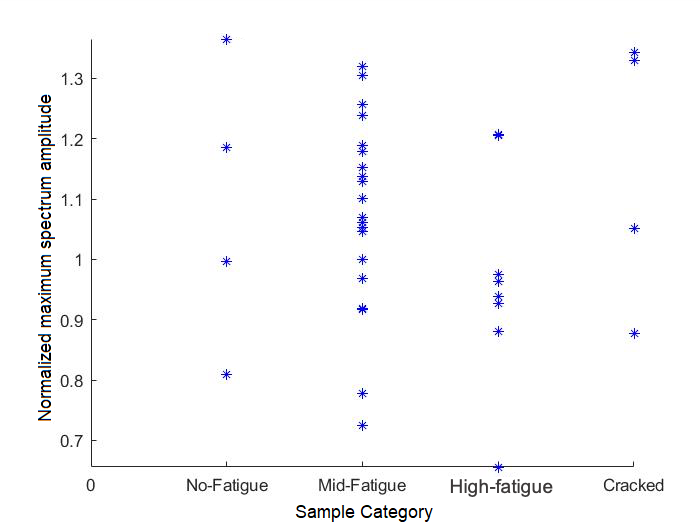 Normalized maximum spectrum amplitude
1.3
1.2
1.1
1
0.9
0.8
0.7
0 No-Fatigue Mid-Fatigue High-fatigue Cracked
Sample Category